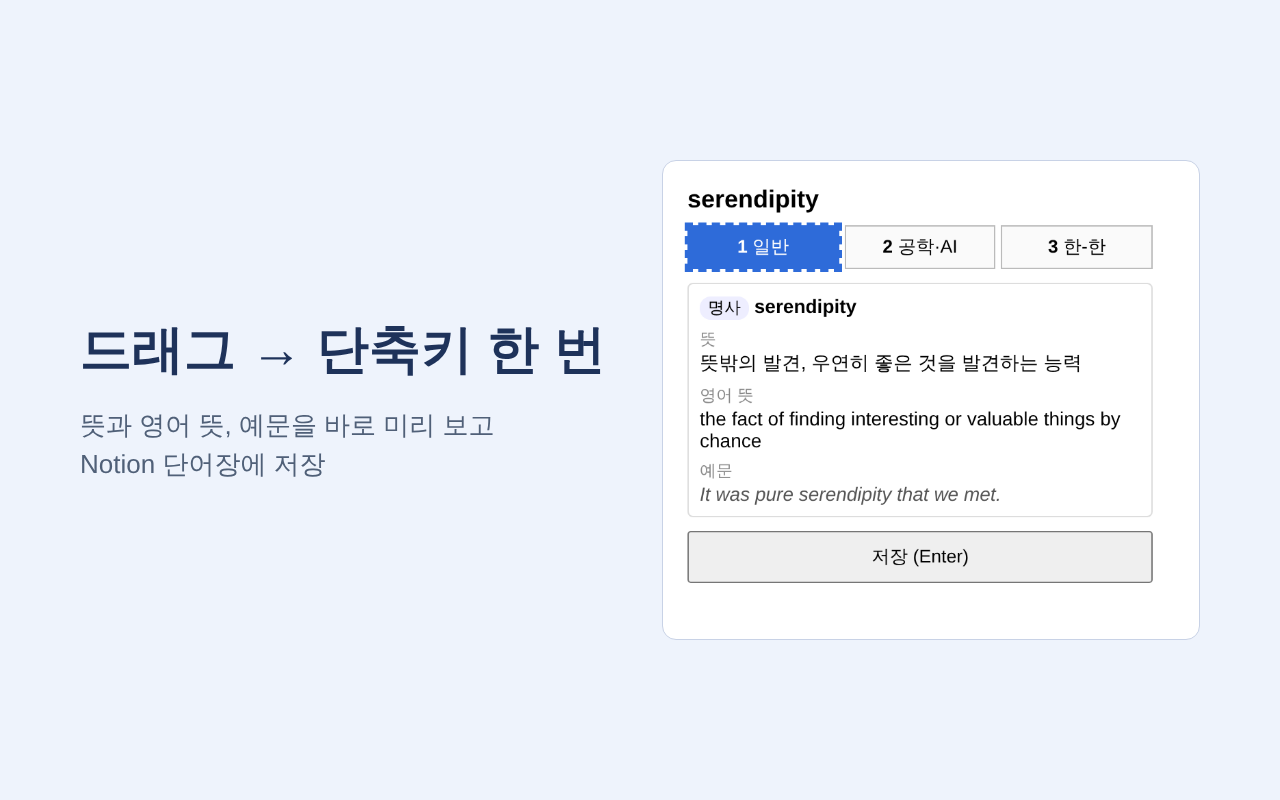 드래그 → 단축키 한 번
뜻과 영어 뜻, 예문을 바로 미리 보고
Notion 단어장에 저장
serendipity
1 일반
2 공학·AI
3 한-한
명사 serendipity
뜻
뜻밖의 발견, 우연히 좋은 것을 발견하는 능력
영어 뜻
the fact of finding interesting or valuable things by
chance
예문
It was pure serendipity that we met.
저장 (Enter)